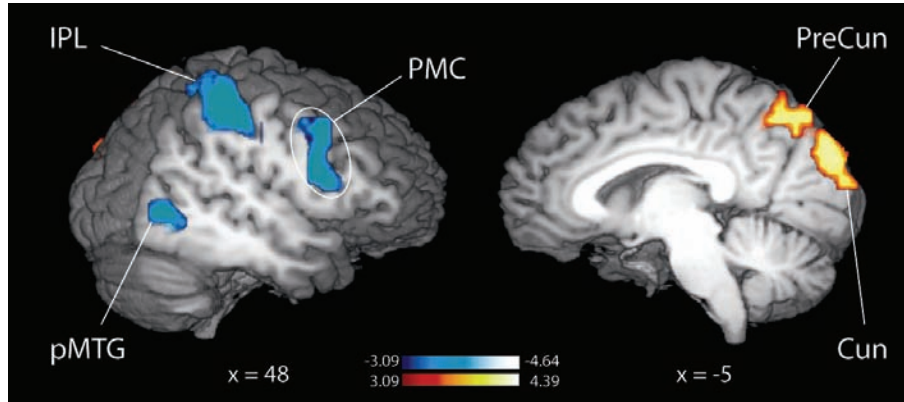 IPL
PMC
PreCun
pMTG
Cun
x = 48
-3.09 -4.64
3.09 4.39
x = -5